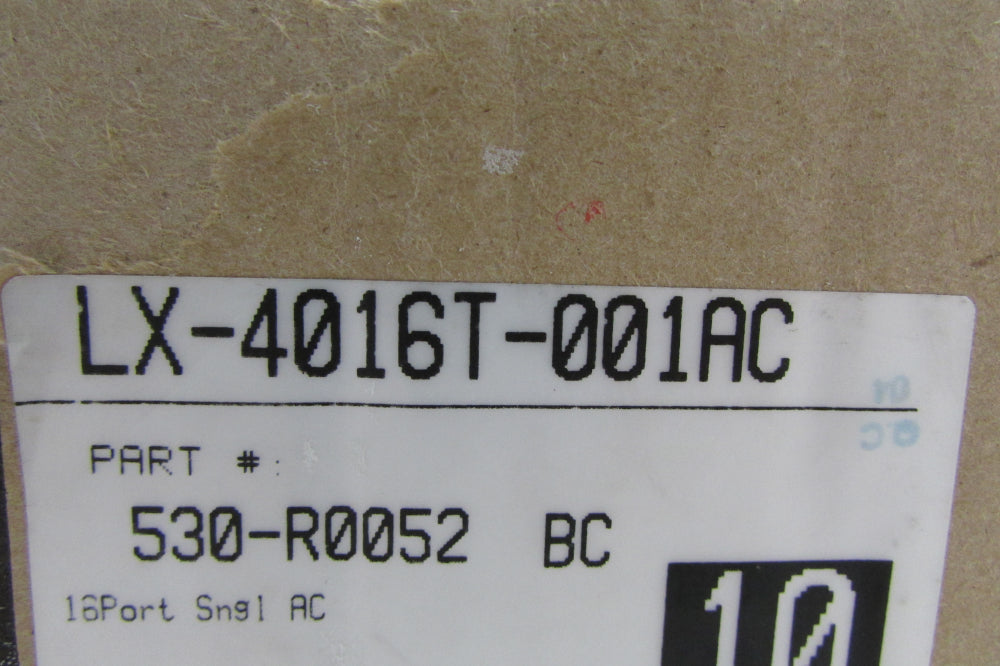 LX-4016T-001AC
PART #:
530-R0052 BC
16Port Sngl AC
10